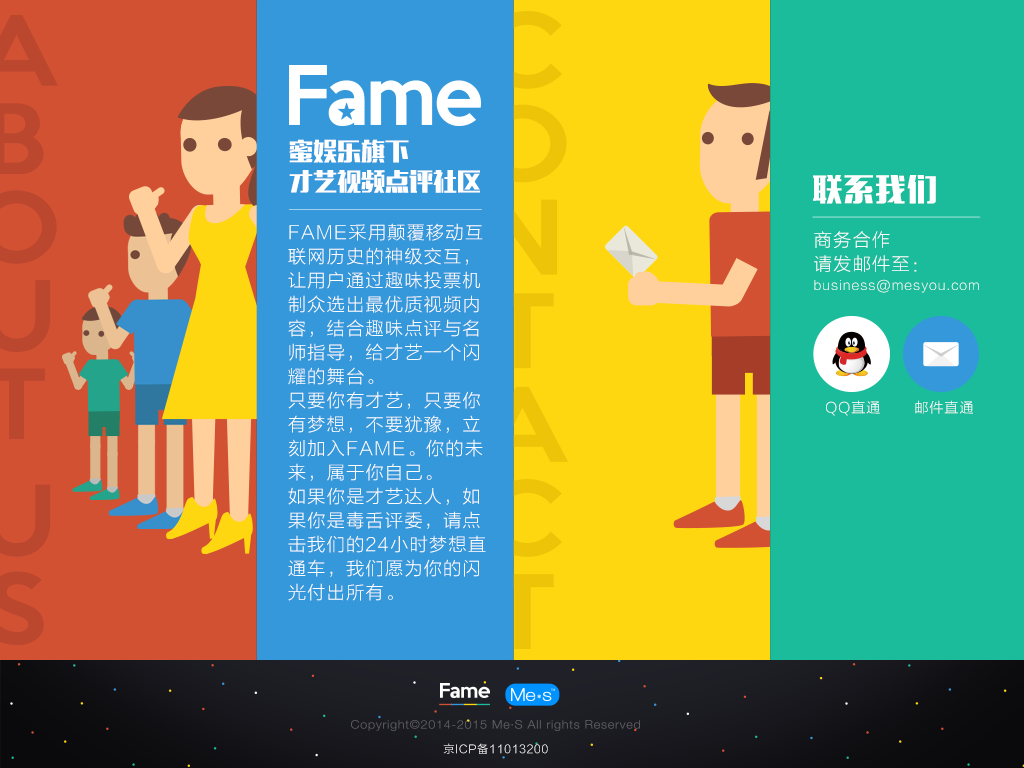 ABOUT US
Fame
蜜娱乐旗下
才艺视频点评社区
FAME采用颠覆移动互
联网历史的神级交互，
让用户通过趣味投票机
制众选出最优质视频内
容，结合趣味点评与名
师指导，给才艺一个闪
耀的舞台。
只要你有才艺，只要你
有梦想，不要犹豫，立
刻加入FAME。你的未
来，属于你自己。
如果你是才艺达人，如
果你是毒舌评委，请点
击我们的24小时梦想直
通车，我们愿为你的闪
光付出所有。
CONTACT
联系我们
商务合作
请发邮件至：
business@mesyou.com
QQ直通
邮件直通
Fame
Me·s™
Copyright©2014-2015 Me·S All rights Reserved
京ICP备11013200